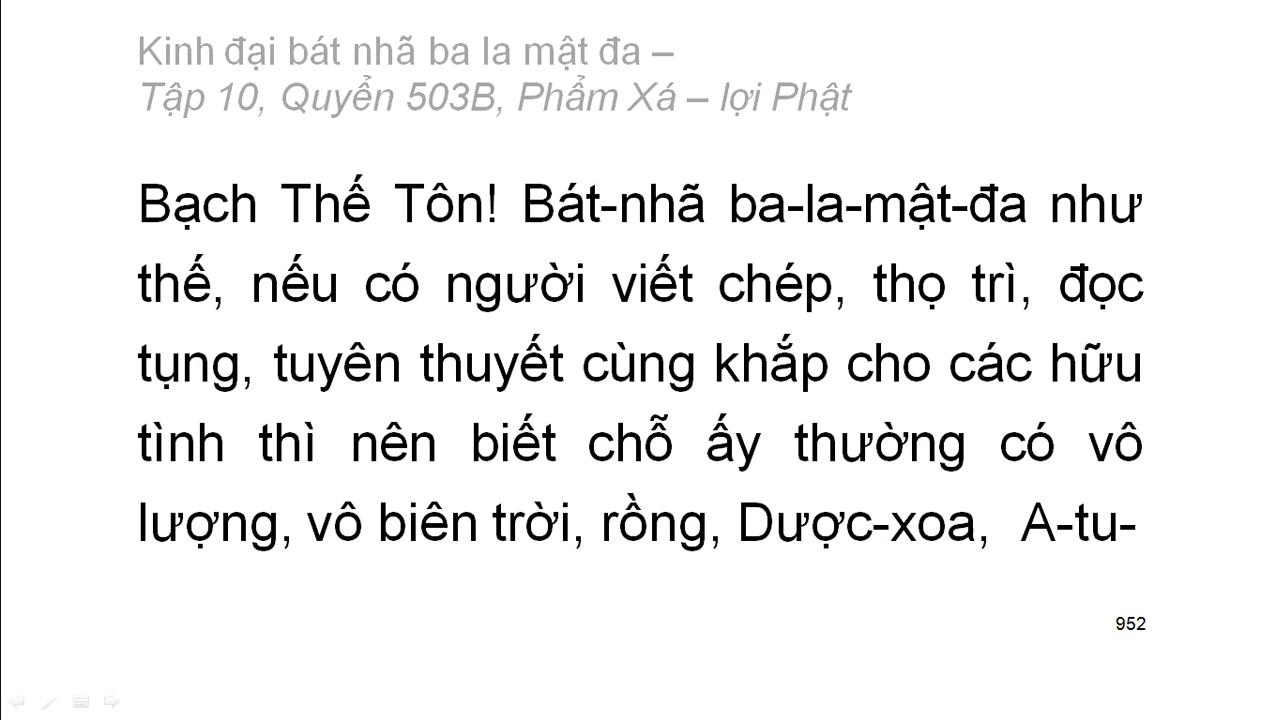 Kinh đại bát nhã ba la mật đa –
Tập 10, Quyển 503B, Phẩm Xá – lợi Phật
Bạch Thế Tôn! Bát-nhã ba-la-mật-đa như
thế, nếu có người viết chép, thọ trì, đọc
tụng, tuyên thuyết cùng khắp cho các hữu
tình thì nên biết chỗ ấy thường có vô
lượng, vô biên trời, rồng, Dược-xoa, A-tu-
952